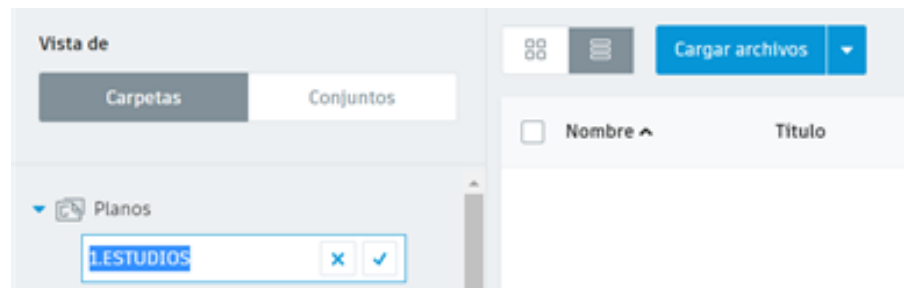 Vista de
Carpetas
Conjuntos
Cargar archivos
Nombre
Título
Planos
1.ESTUDIOS